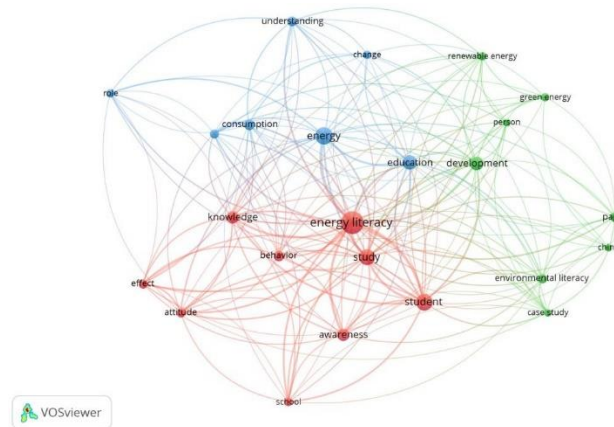 understanding
change
renewable energy
role
green energy
consumption
person
energy
education
development
knowledge
energy literacy
behavior
study
environmental literacy
effect
student
attitude
case study
awareness
school
VOSviewer